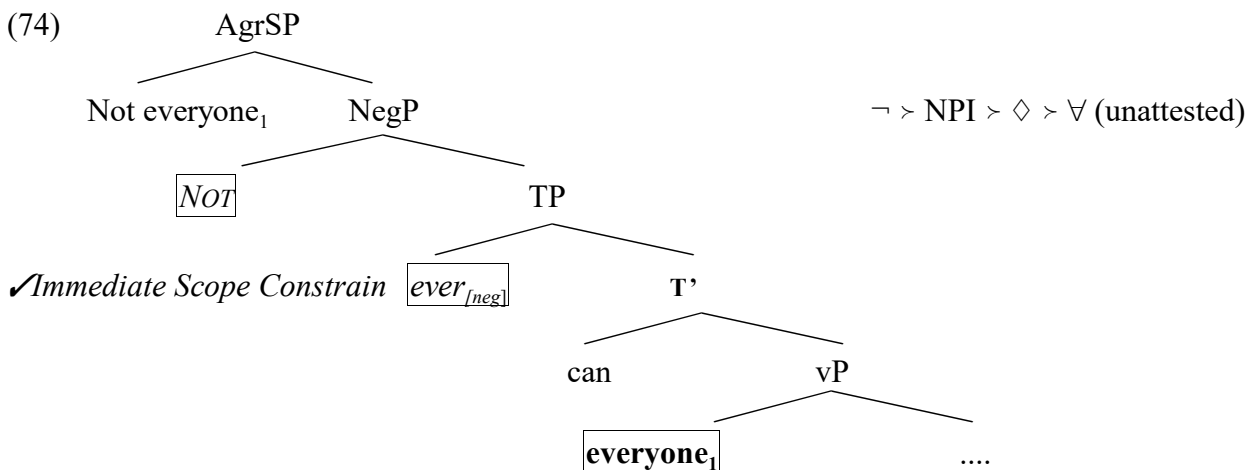 (74) AgrSP
Not everyone₁ NegP ¬ ≻ NPI ≻ ♢ ≻ ∀ (unattested)
NOT TP
✓Immediate Scope Constrain ever[neg] T’
can vP
everyone₁ ....